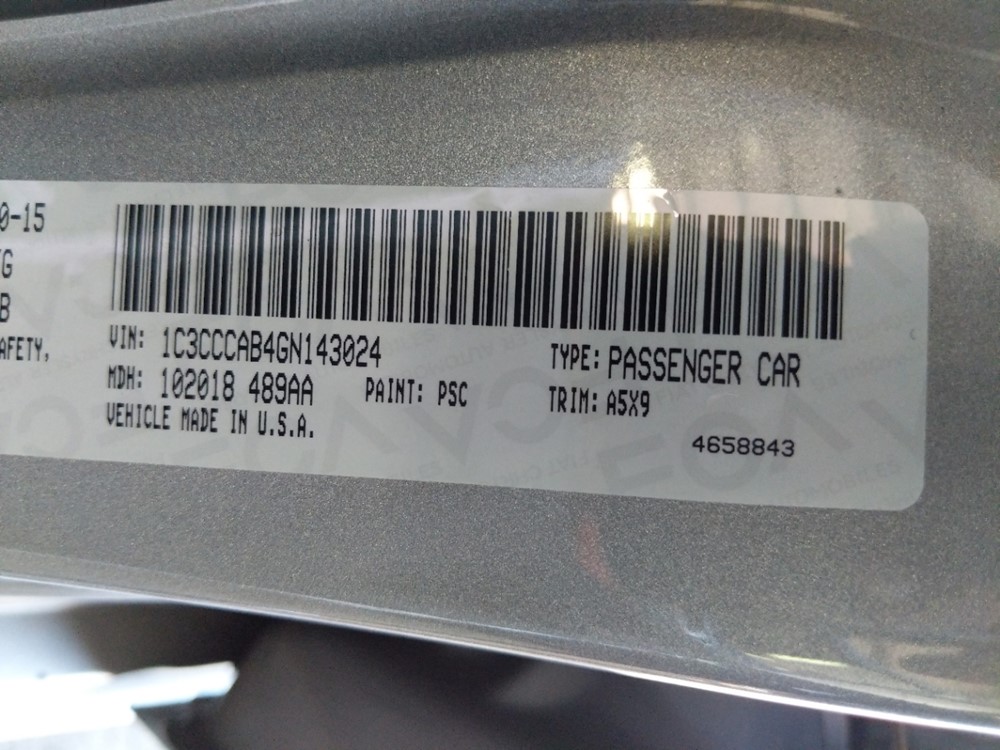 0-15
G
B
AFETY,
VIN: 1C3CCCAB4GN143024 TYPE: PASSENGER CAR
MDH: 102018 489AA PAINT: PSC TRIM: A5X9
VEHICLE MADE IN U.S.A.
4658843